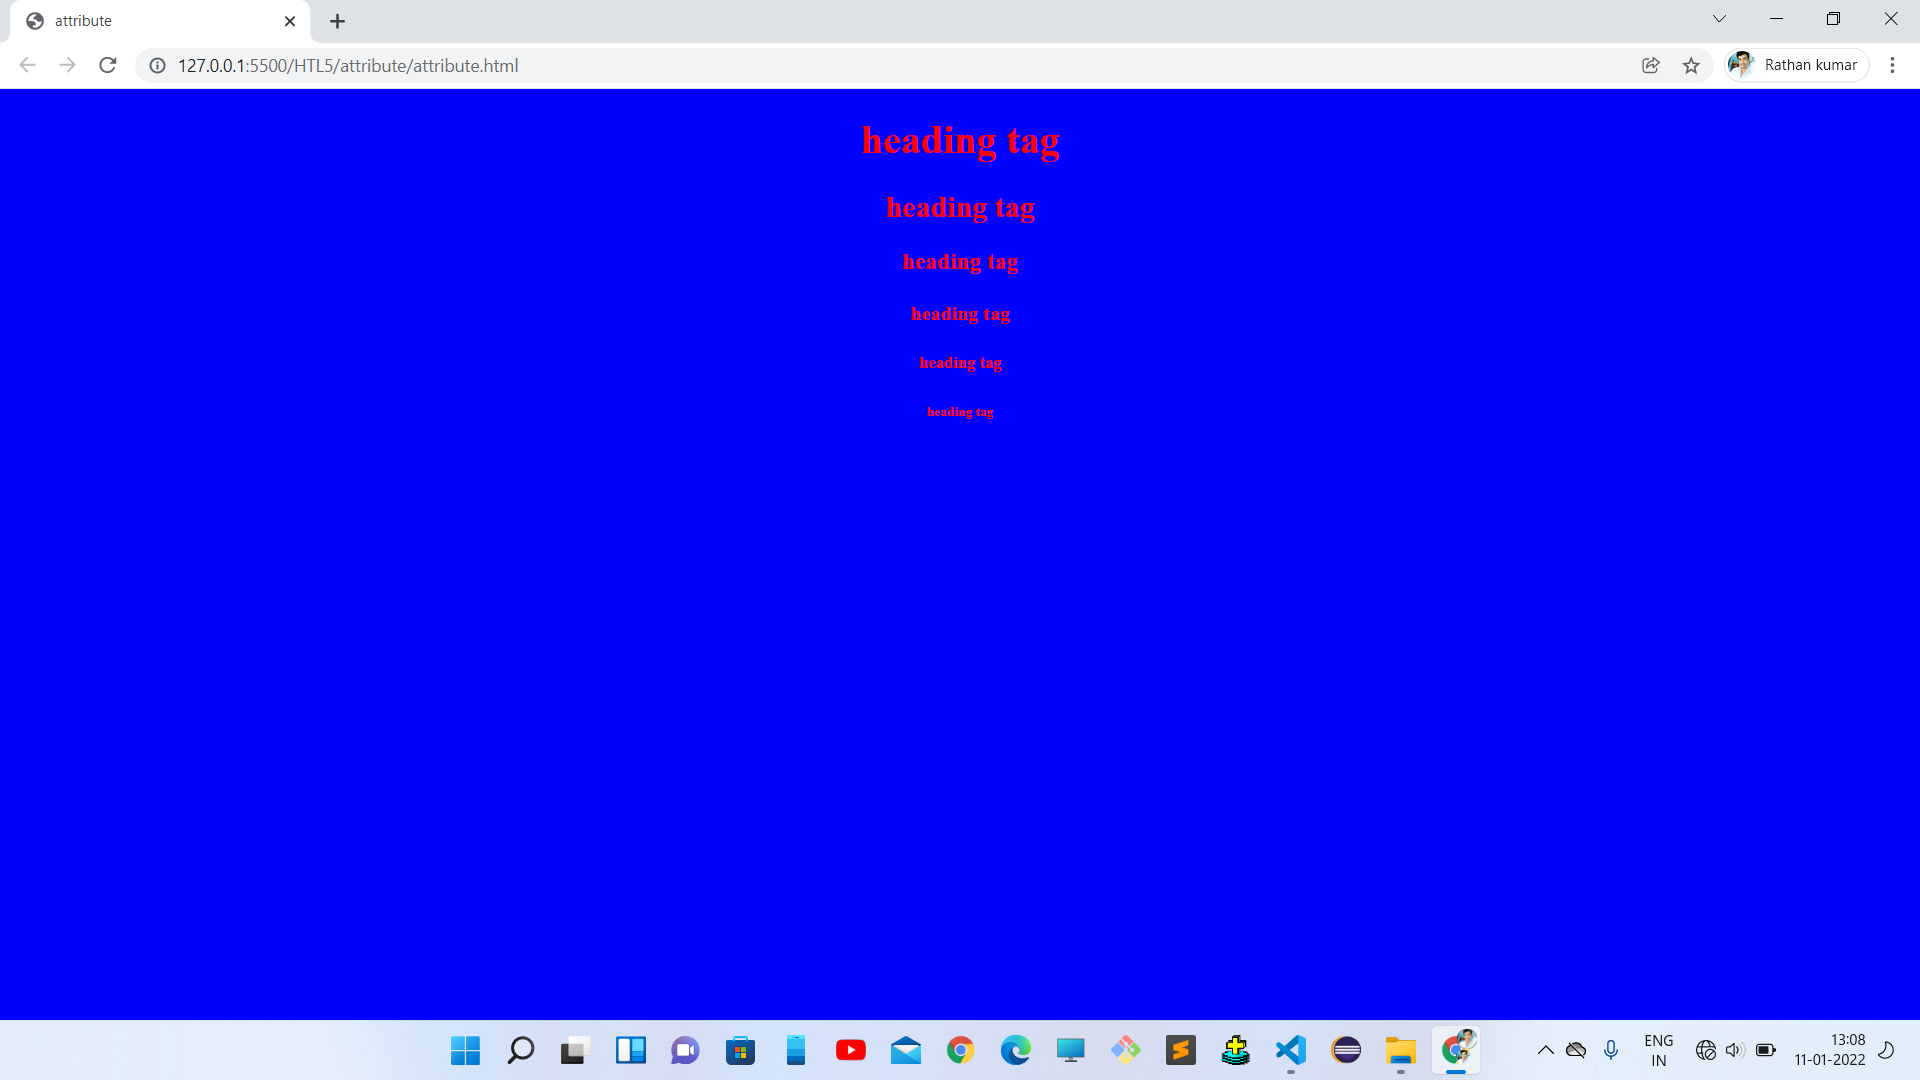 attribute
127.0.0.1:5500/HTL5/attribute/attribute.html
Rathan kumar
heading tag
heading tag
heading tag
heading tag
heading tag
heading tag
ENG
IN
13:08
11-01-2022